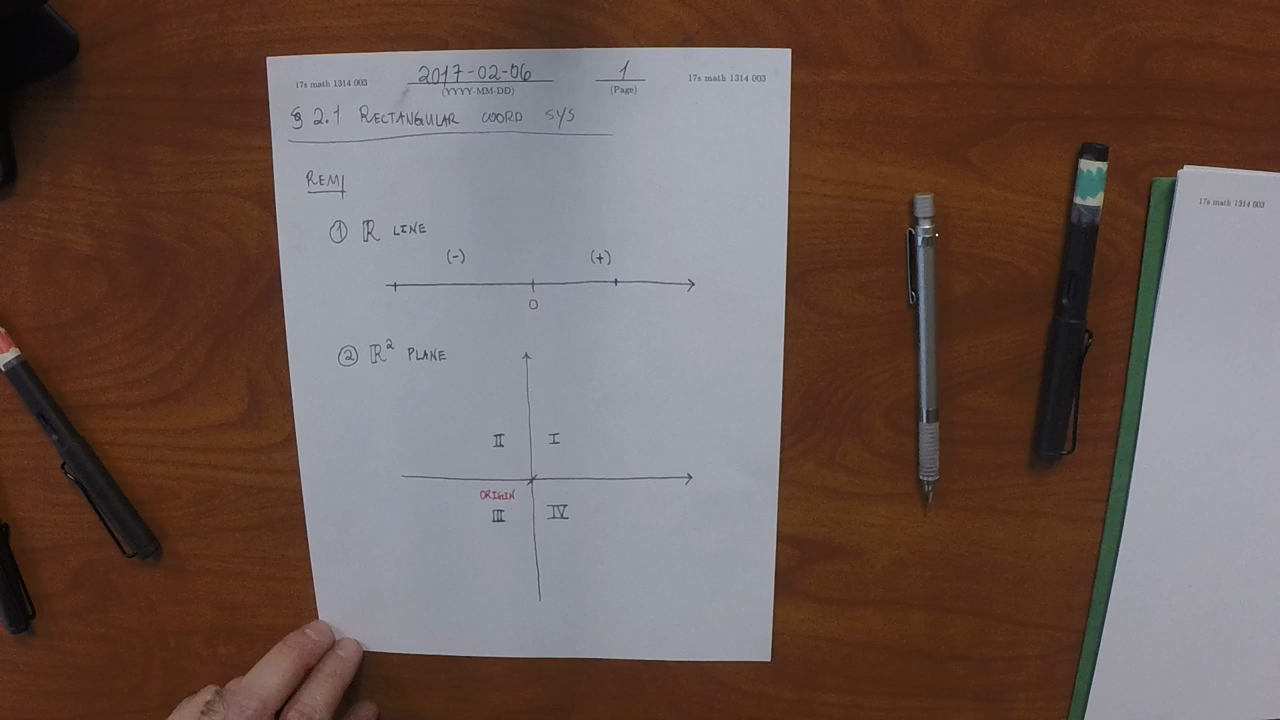 17s math 1314 003 2017-02-06 1 17s math 1314 003
(YYYY-MM-DD) (Page)
§ 2.1 RECTANGULAR COORD SYS
REM
① ℝ LINE
(-) (+)
0
② ℝ² PLANE
II I
ORIGIN
III IV
17s math 1314 003